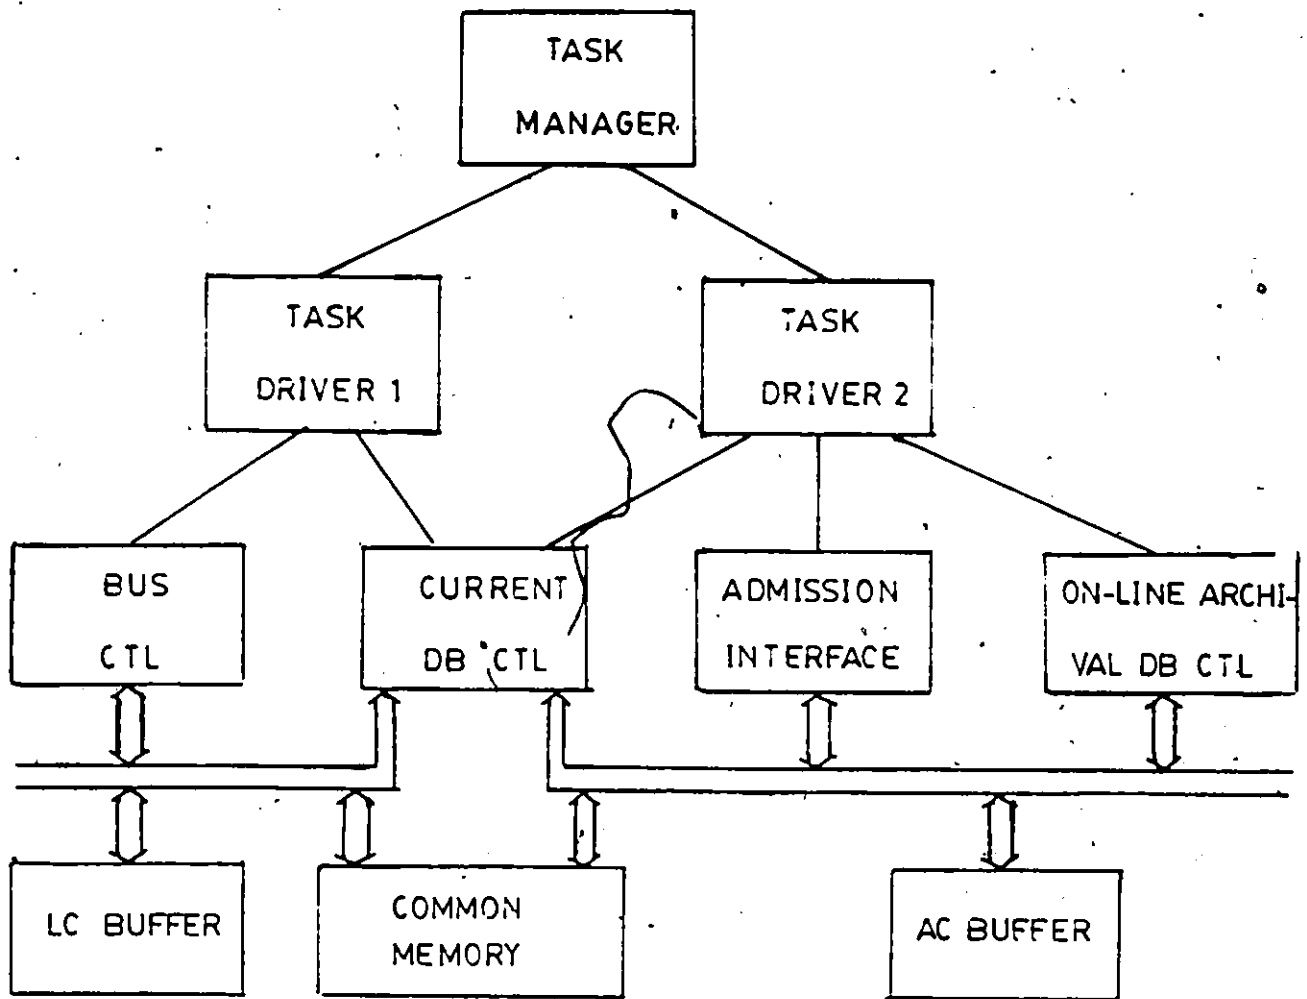 TASK
MANAGER
TASK
DRIVER 1
TASK
DRIVER 2
BUS
CTL
CURRENT
DB CTL
ADMISSION
INTERFACE
ON-LINE ARCHI-
VAL DB CTL
LC BUFFER
COMMON
MEMORY
AC BUFFER